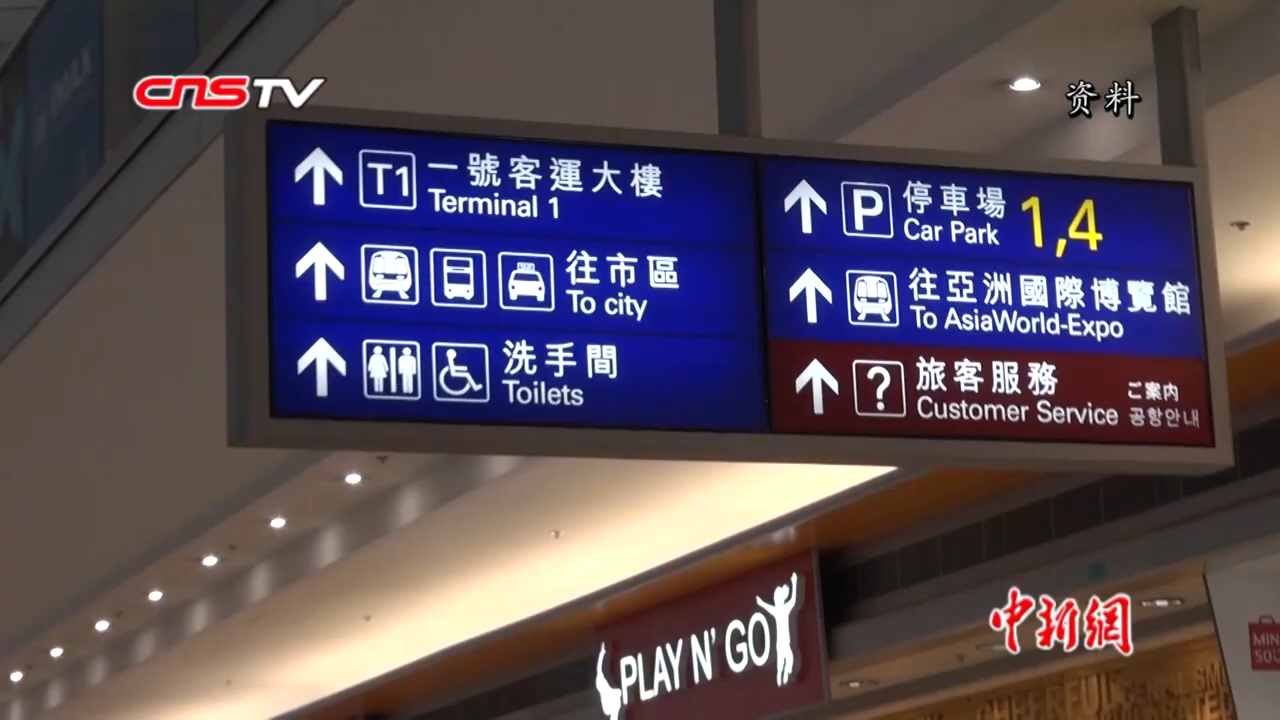 CNSTV
资料
T1 一號客運大樓
Terminal 1
往市區
To city
洗手間
Toilets
P 停車場 1,4
Car Park
往亞洲國際博覽館
To AsiaWorld-Expo
? 旅客服務 ご案内
Customer Service 공항안내
PLAY N' GO
中新網
CHEERFUL